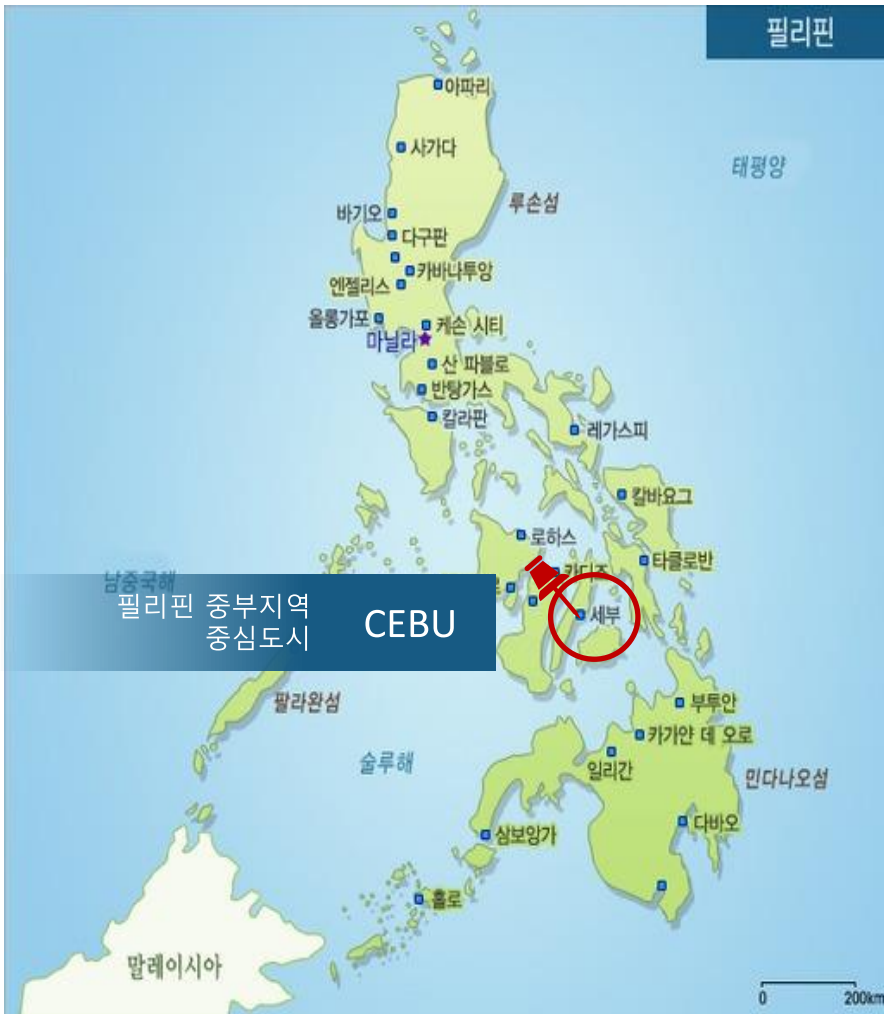 필리핀
아파리
사가다
태평양
루손섬
바기오
다구판
카바나투앙
엔젤리스
올롱가포
케손 시티
마닐라
산 파블로
반탕가스
칼라판
레가스피
칼바요그
로하스
타클로반
카디즈
남중국해
필리핀 중부지역
중심도시
CEBU
세부
팔라완섬
부투안
카가얀 데 오로
술루해
일리간
민다나오섬
다바오
삼보앙가
홀로
말레이시아
0 200km